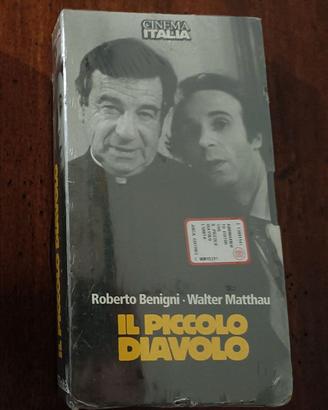 CINEMA
ITALIA
Roberto Benigni · Walter Matthau
IL PICCOLO
DIAVOLO
IL PICCOLO DIAVOLO